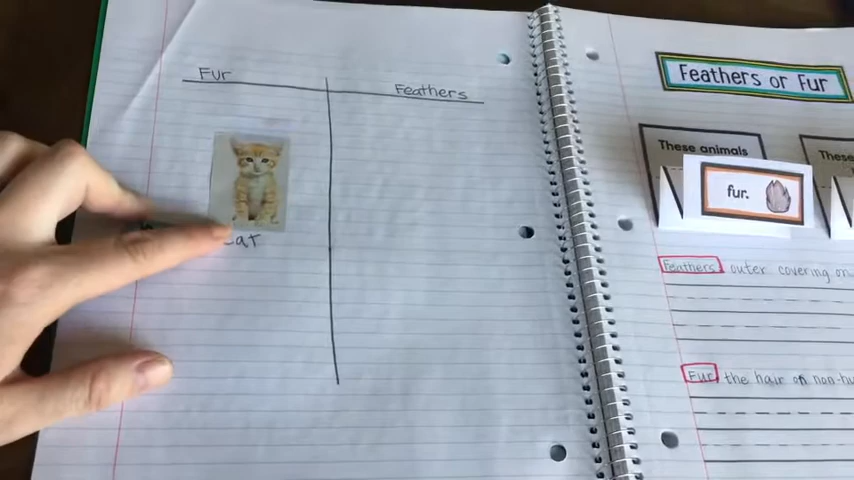 Fur
Feathers
cat
Feathers or Fur
These animals
These
fur.
Feathers outer covering on
Fur the hair on non-hu